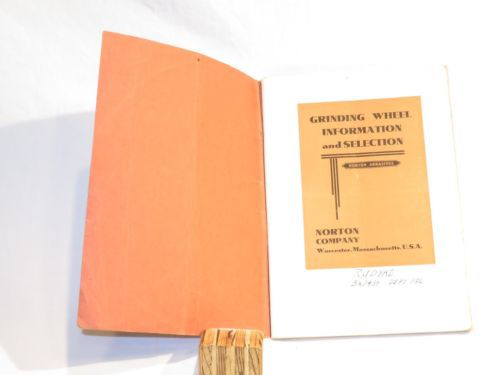 GRINDING WHEEL
INFORMATION
and SELECTION
NORTON ABRASIVES
NORTON
COMPANY
Worcester, Massachusetts, U.S.A.